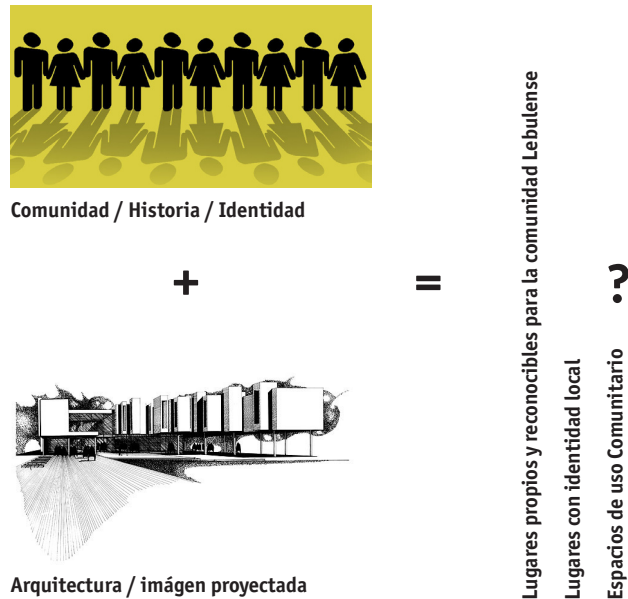 Comunidad / Historia / Identidad
+
=
?
Arquitectura / imágen proyectada
Lugares propios y reconocibles para la comunidad Lebulense
Lugares con identidad local
Espacios de uso Comunitario